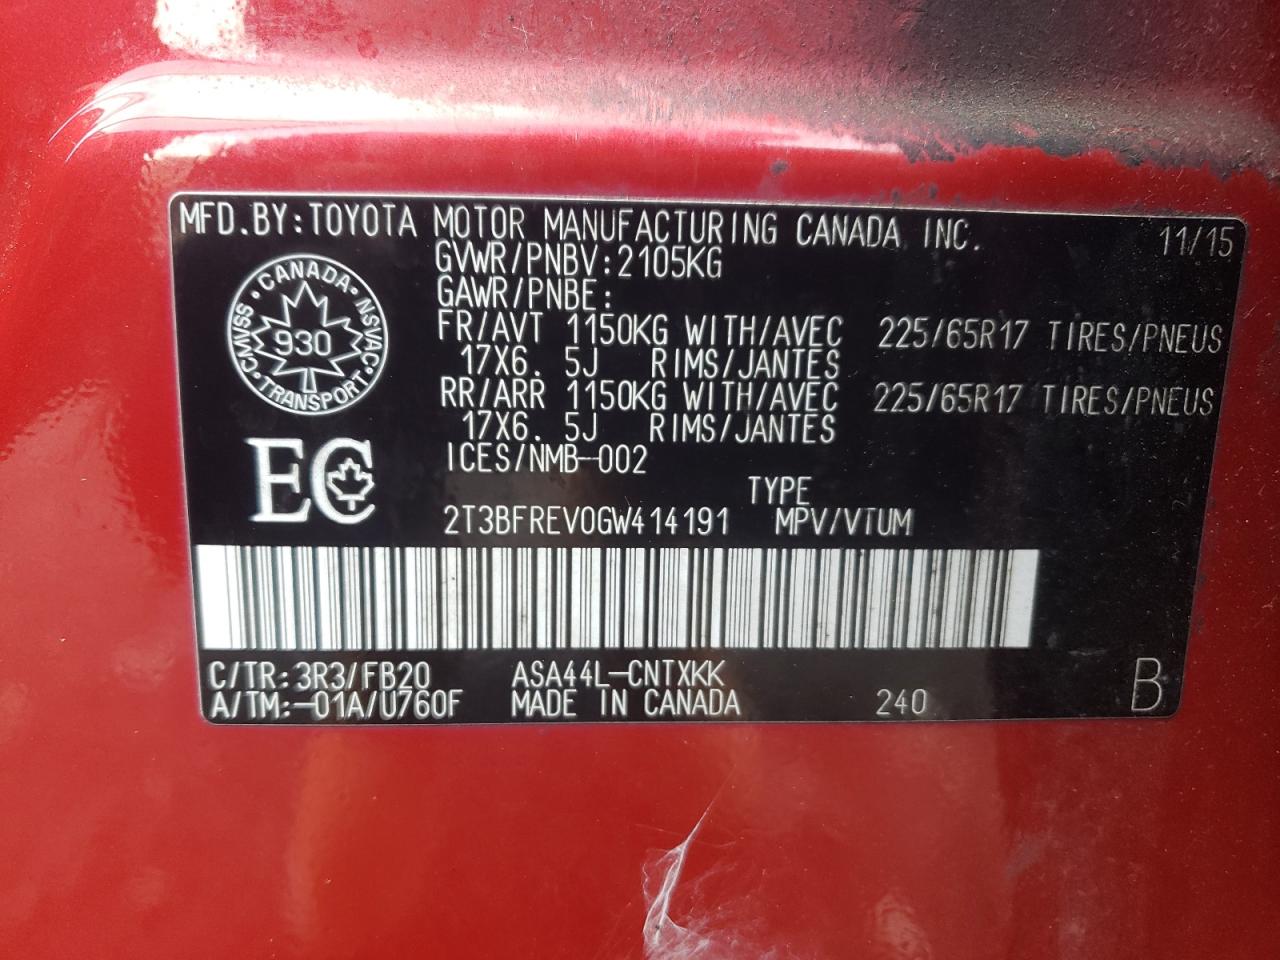 MFD.BY:TOYOTA MOTOR MANUFACTURING CANADA INC. 11/15
GVWR/PNBV:2105KG
GAWR/PNBE:
FR/AVT 1150KG WITH/AVEC 225/65R17 TIRES/PNEUS
17X6. 5J RIMS/JANTES
RR/ARR 1150KG WITH/AVEC 225/65R17 TIRES/PNEUS
17X6. 5J RIMS/JANTES
ICES/NMB-002
CANADA NSVAC TRANSPORT CMVSS
930
EC
TYPE
2T3BFREV0GW414191 MPV/VTUM
C/TR:3R3/FB20 ASA44L-CNTXKK
A/TM:-01A/U760F MADE IN CANADA 240 B